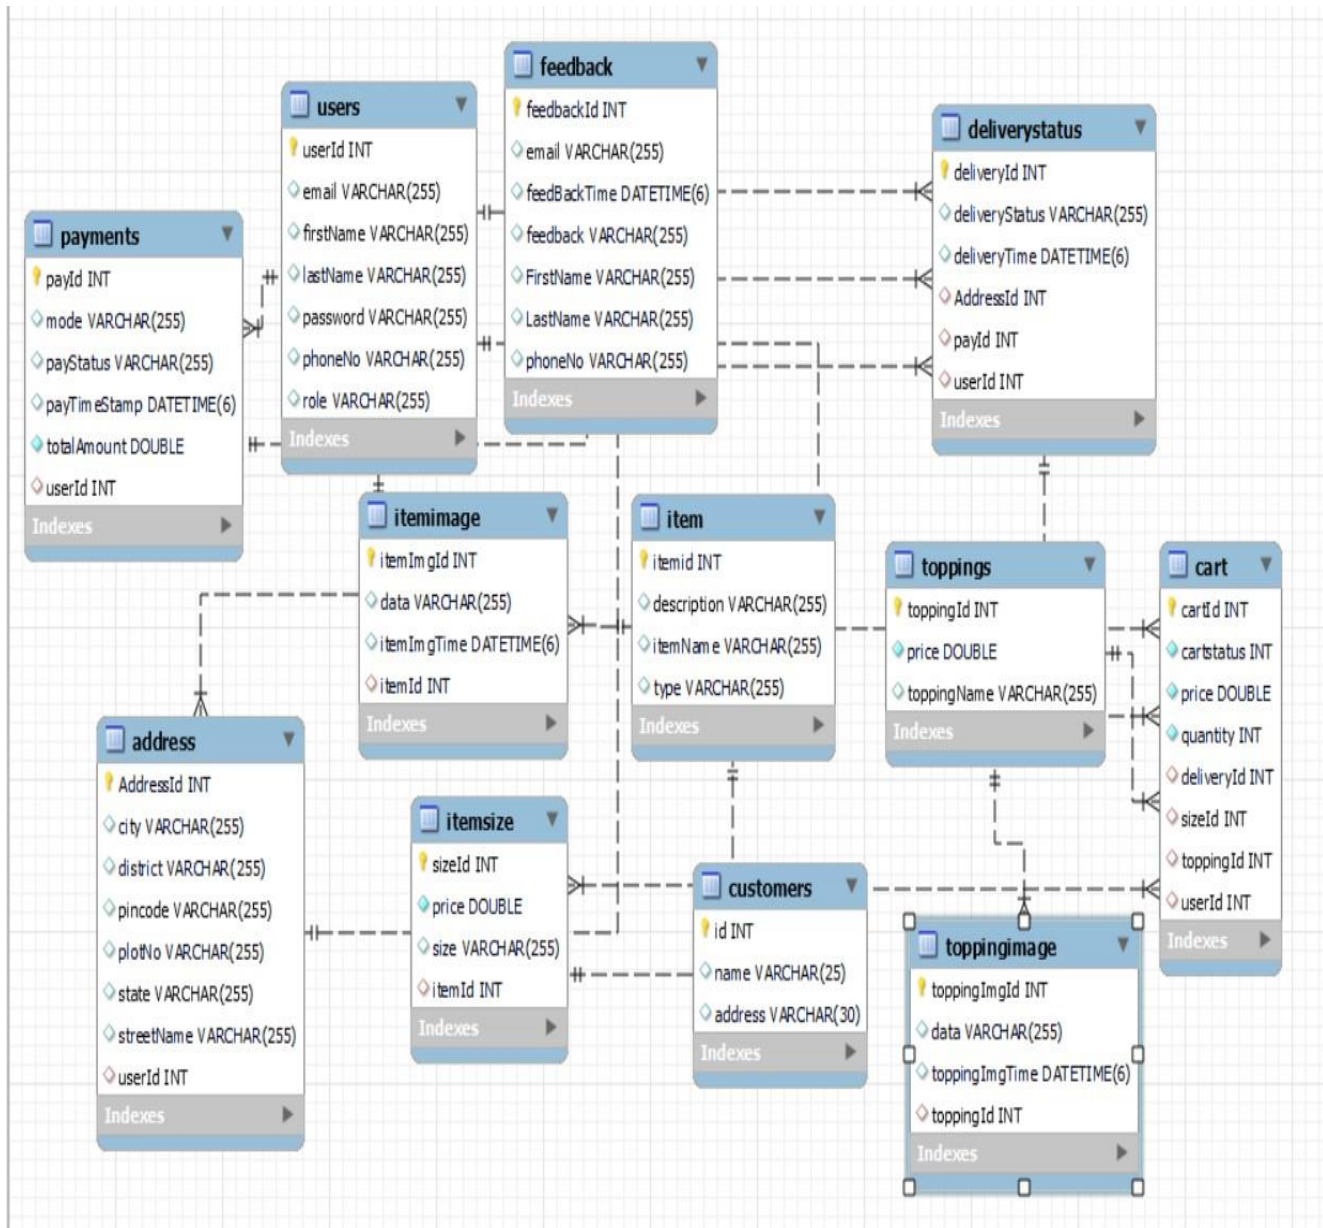 feedback
feedbackId INT
email VARCHAR(255)
feedBackTime DATETIME(6)
feedback VARCHAR(255)
FirstName VARCHAR(255)
LastName VARCHAR(255)
phoneNo VARCHAR(255)
Indexes
users
userId INT
email VARCHAR(255)
firstName VARCHAR(255)
lastName VARCHAR(255)
password VARCHAR(255)
phoneNo VARCHAR(255)
role VARCHAR(255)
Indexes
deliverystatus
deliveryId INT
deliveryStatus VARCHAR(255)
deliveryTime DATETIME(6)
AddressId INT
payId INT
userId INT
Indexes
payments
payId INT
mode VARCHAR(255)
payStatus VARCHAR(255)
payTimeStamp DATETIME(6)
totalAmount DOUBLE
userId INT
Indexes
itemimage
itemImgId INT
data VARCHAR(255)
itemImgTime DATETIME(6)
itemId INT
Indexes
item
itemid INT
description VARCHAR(255)
itemName VARCHAR(255)
type VARCHAR(255)
Indexes
toppings
toppingId INT
price DOUBLE
toppingName VARCHAR(255)
Indexes
cart
cartId INT
cartstatus INT
price DOUBLE
quantity INT
deliveryId INT
sizeId INT
toppingId INT
userId INT
Indexes
address
AddressId INT
city VARCHAR(255)
district VARCHAR(255)
pincode VARCHAR(255)
plotNo VARCHAR(255)
state VARCHAR(255)
streetName VARCHAR(255)
userId INT
Indexes
itemsize
sizeId INT
price DOUBLE
size VARCHAR(255)
itemId INT
Indexes
customers
id INT
name VARCHAR(25)
address VARCHAR(30)
Indexes
toppingimage
toppingImgId INT
data VARCHAR(255)
toppingImgTime DATETIME(6)
toppingId INT
Indexes